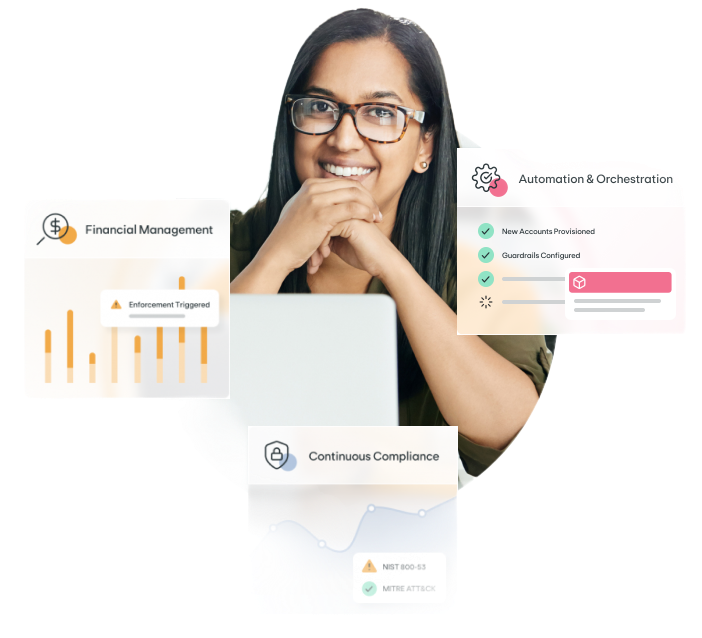 Automation & Orchestration
New Accounts Provisioned
Guardrails Configured
Financial Management
Enforcement Triggered
Continuous Compliance
NIST 800-53
MITRE ATT&CK